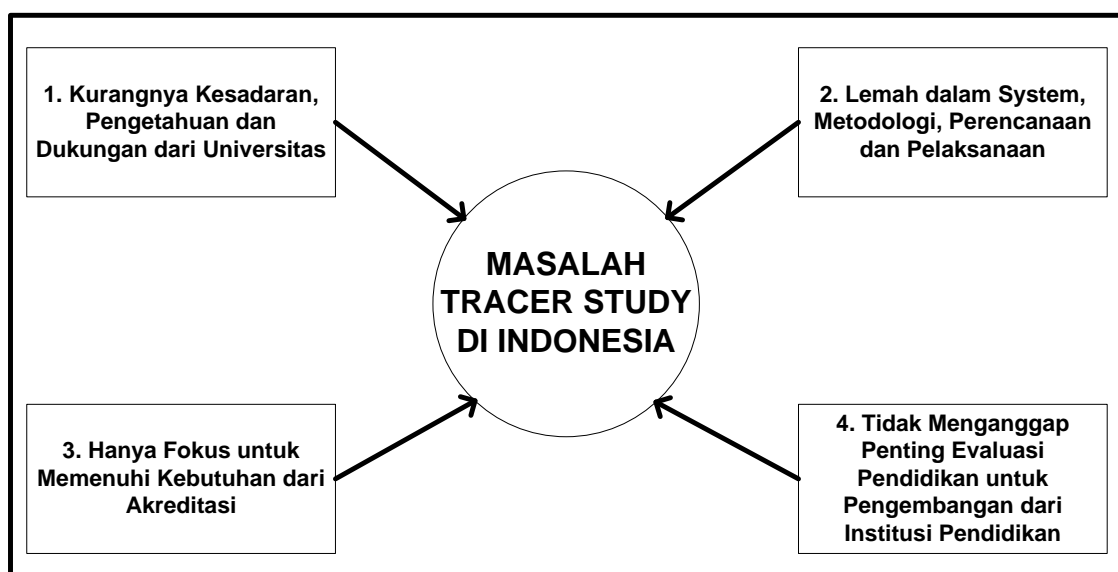 1. Kurangnya Kesadaran,
Pengetahuan dan
Dukungan dari Universitas
2. Lemah dalam System,
Metodologi, Perencanaan
dan Pelaksanaan
MASALAH
TRACER STUDY
DI INDONESIA
3. Hanya Fokus untuk
Memenuhi Kebutuhan dari
Akreditasi
4. Tidak Menganggap
Penting Evaluasi
Pendidikan untuk
Pengembangan dari
Institusi Pendidikan